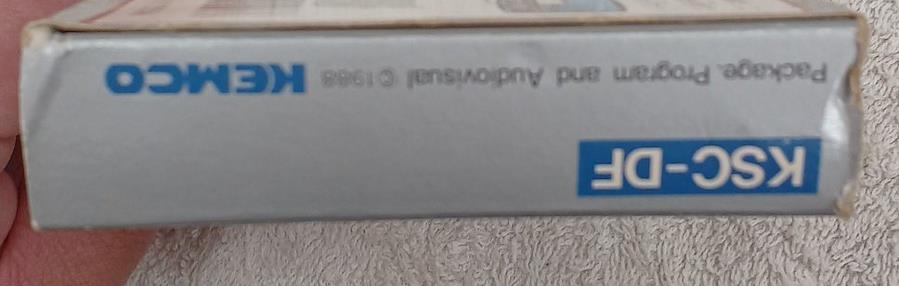 KSC-DF
Package, Program and Audiovisual ©1988 KEMCO